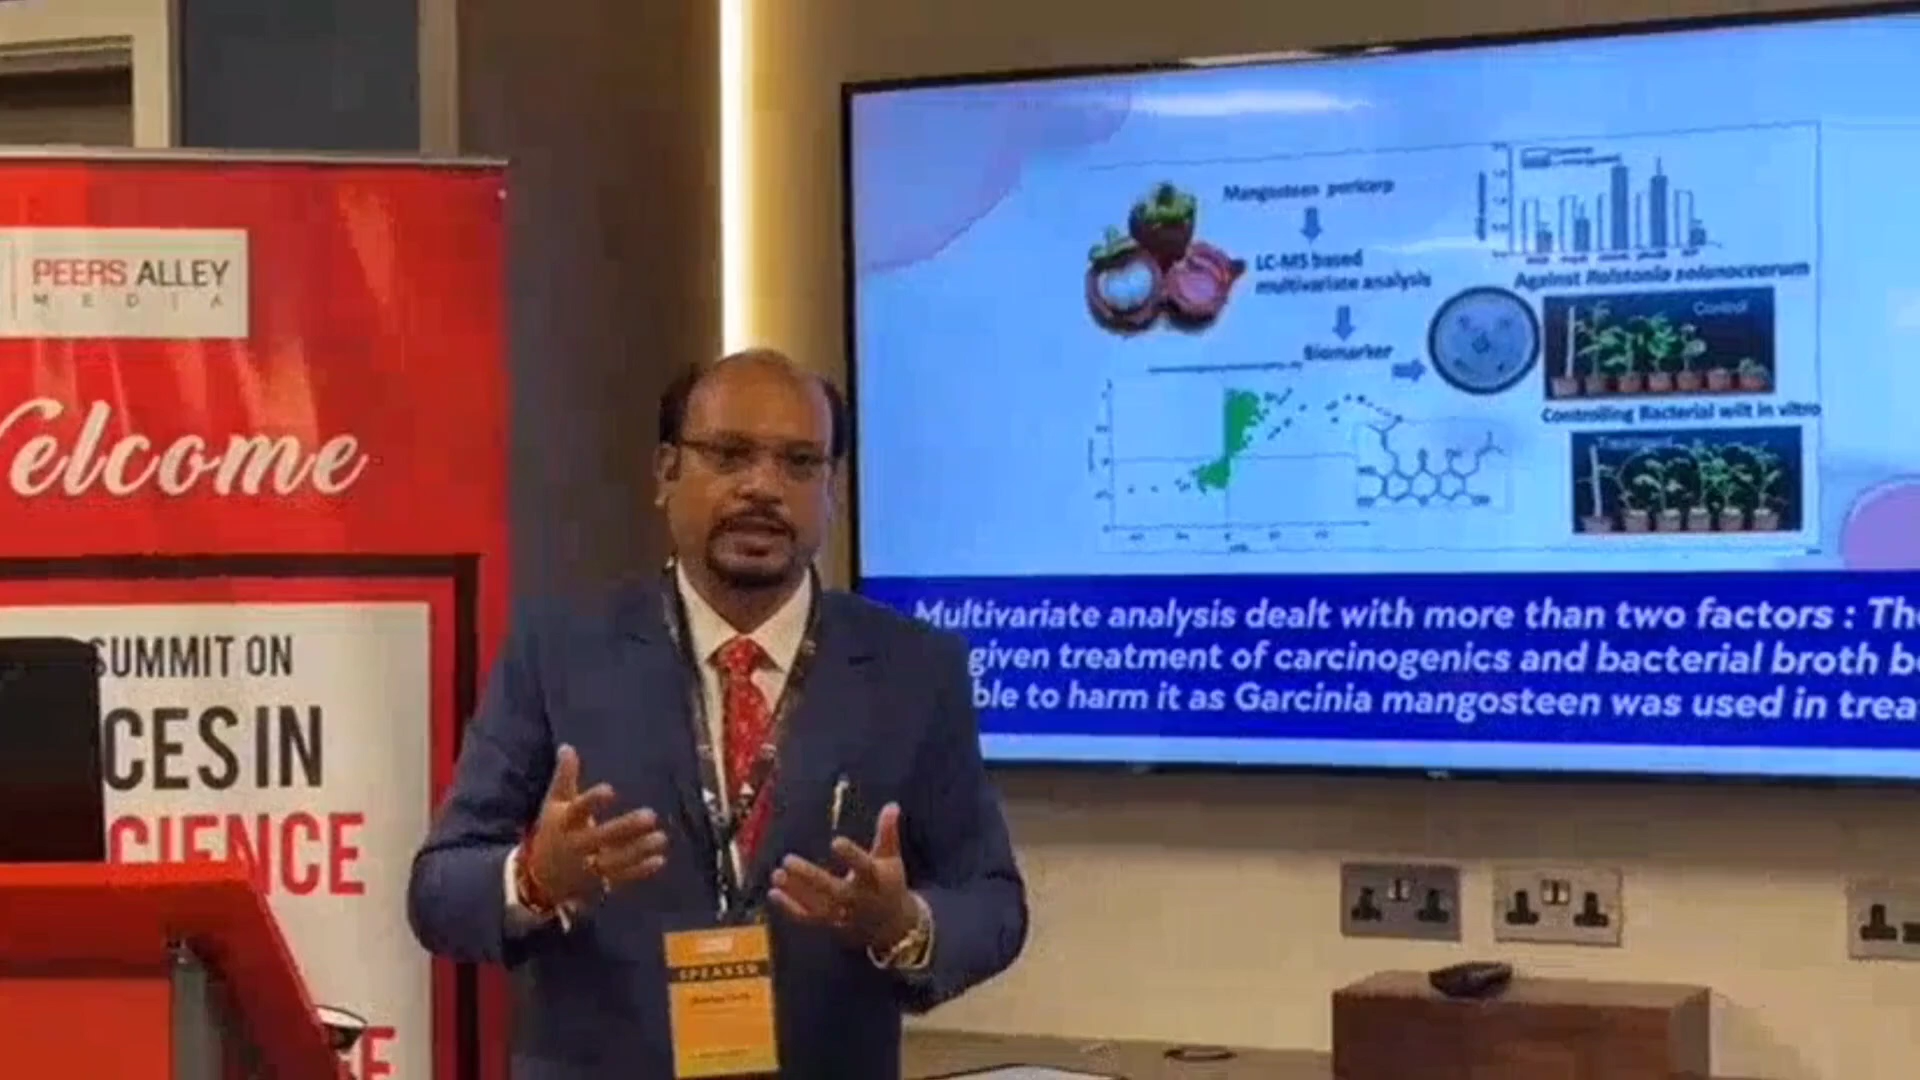 PEERS ALLEY
MEDIA
Welcome
SUMMIT ON
CES IN
CIENCE
GE
SPEAKER
Mangosteen pericarp
LC-MS based
multivariate analysis
Biomarker
Against Ralstonia solanacearum
Control
Controlling Bacterial wilt in vitro
Treatment
Multivariate analysis dealt with more than two factors : Th
given treatment of carcinogenics and bacterial broth b
ble to harm it as Garcinia mangosteen was used in trea